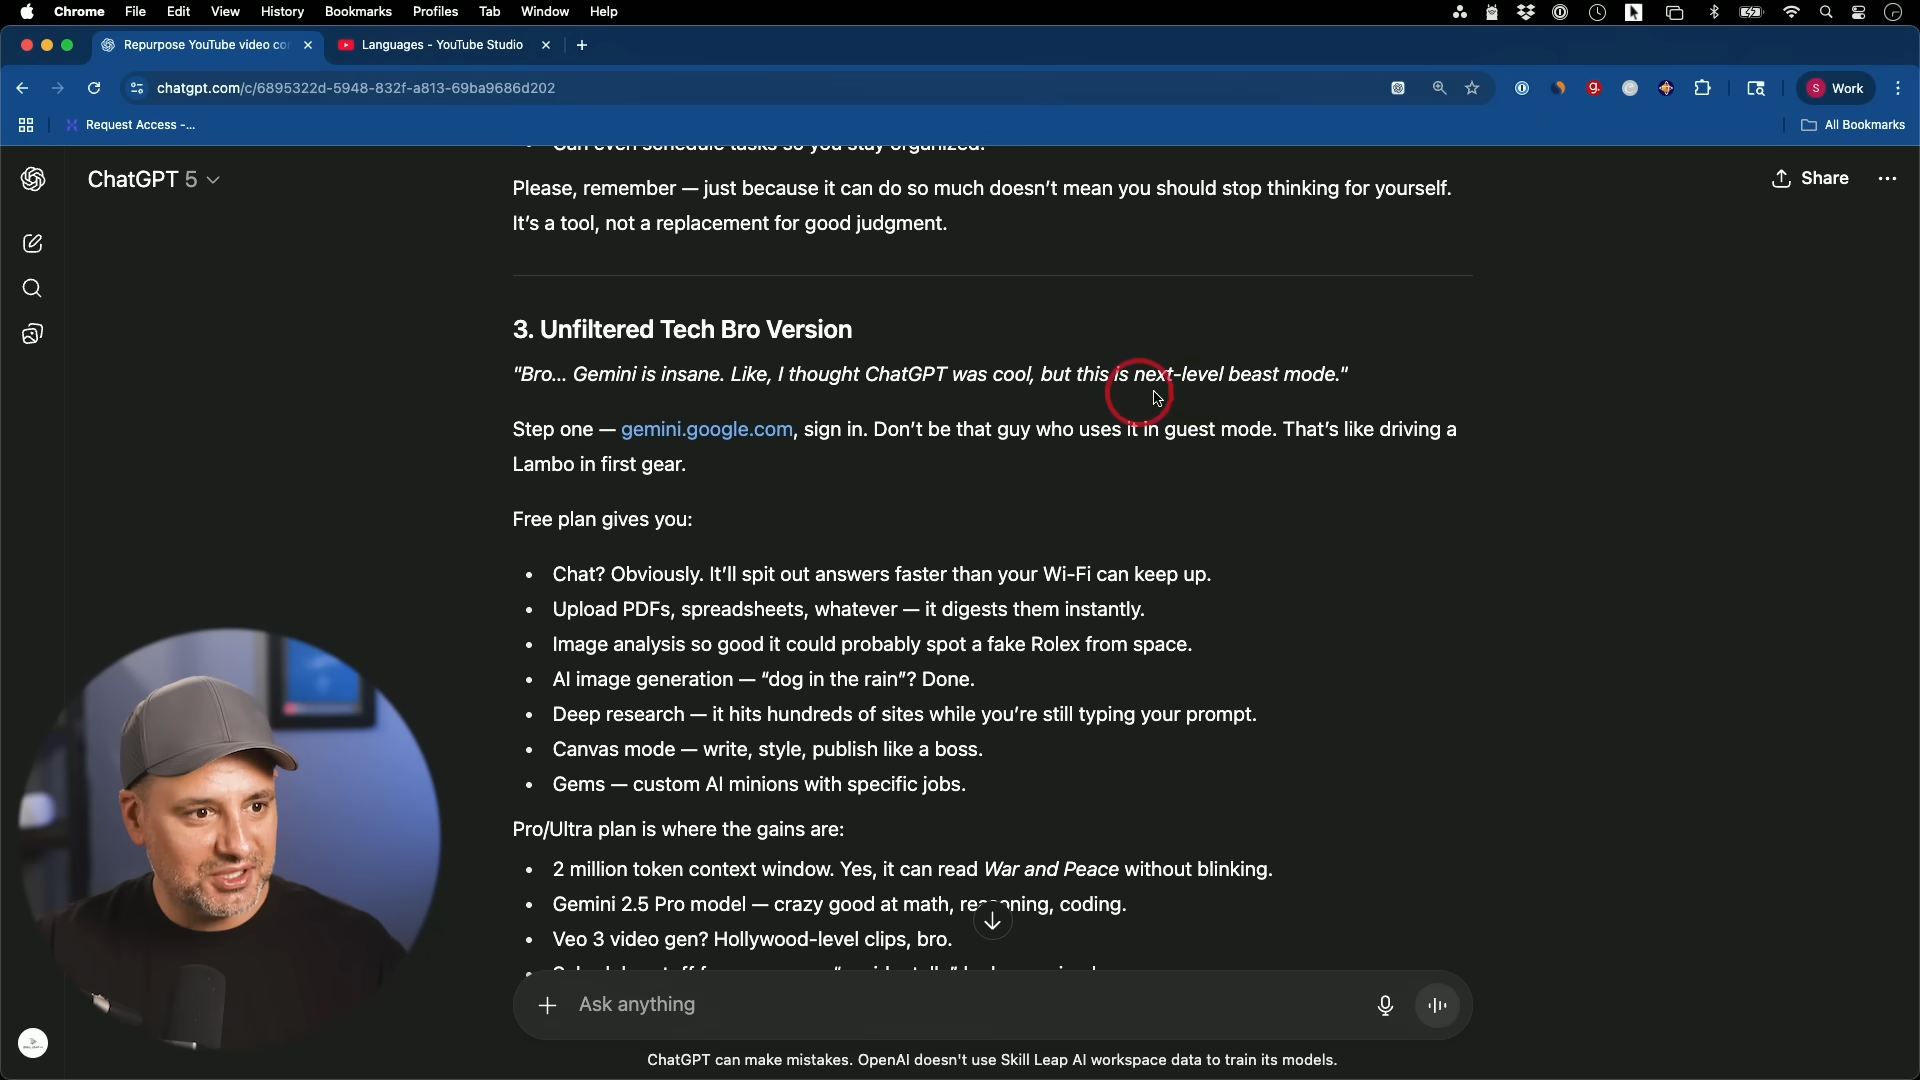 Chrome File Edit View History Bookmarks Profiles Tab Window Help
Repurpose YouTube video co
Languages - YouTube Studio
chatgpt.com/c/6895322d-5948-832f-a813-69ba9686d202
Work
Request Access -...
All Bookmarks
ChatGPT 5
Share
Can even schedule tasks so you stay organized.
Please, remember — just because it can do so much doesn’t mean you should stop thinking for yourself.
It’s a tool, not a replacement for good judgment.
3. Unfiltered Tech Bro Version
"Bro... Gemini is insane. Like, I thought ChatGPT was cool, but this is next-level beast mode."
Step one — gemini.google.com, sign in. Don’t be that guy who uses it in guest mode. That’s like driving a
Lambo in first gear.
Free plan gives you:
• Chat? Obviously. It’ll spit out answers faster than your Wi-Fi can keep up.
• Upload PDFs, spreadsheets, whatever — it digests them instantly.
• Image analysis so good it could probably spot a fake Rolex from space.
• AI image generation — “dog in the rain”? Done.
• Deep research — it hits hundreds of sites while you’re still typing your prompt.
• Canvas mode — write, style, publish like a boss.
• Gems — custom AI minions with specific jobs.
Pro/Ultra plan is where the gains are:
• 2 million token context window. Yes, it can read War and Peace without blinking.
• Gemini 2.5 Pro model — crazy good at math, reasoning, coding.
• Veo 3 video gen? Hollywood-level clips, bro.
Ask anything
ChatGPT can make mistakes. OpenAI doesn't use Skill Leap AI workspace data to train its models.